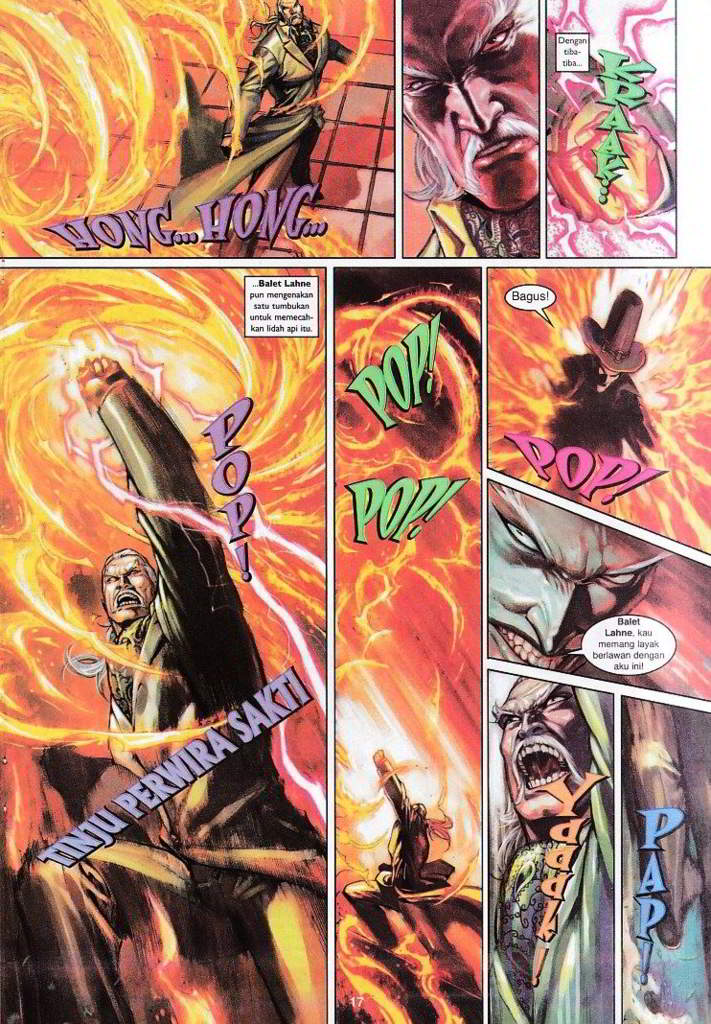 HONG... HONG...
Dengan
tiba-
tiba...
KRAAK...
...Balet Lahne
pun mengenakan
satu tumbukan
untuk memecah-
kan lidah api itu.
POP!
TINJU PERWIRA SAKTI
POP!
POP!
Bagus!
POP!
Balet
Lahne, kau
memang layak
berlawan dengan
aku ini!
Yaaa!
PAP!
17